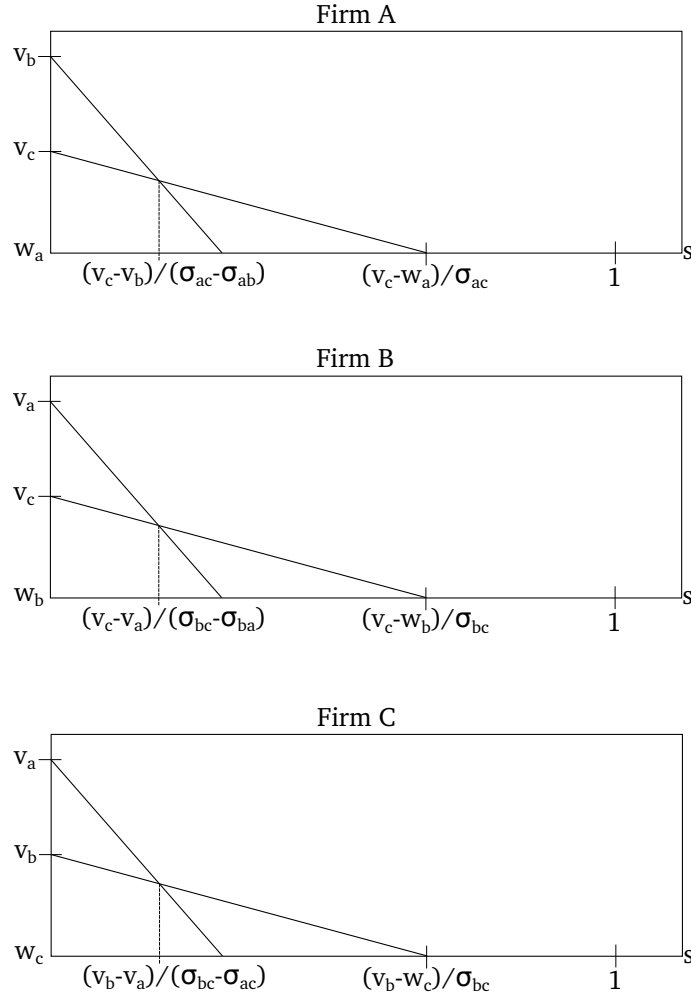 Firm A
v_b
v_c
w_a
s
(v_c-v_b)/(σ_ac-σ_ab)
(v_c-w_a)/σ_ac
1
Firm B
v_a
v_c
w_b
s
(v_c-v_a)/(σ_bc-σ_ba)
(v_c-w_b)/σ_bc
1
Firm C
v_a
v_b
w_c
s
(v_b-v_a)/(σ_bc-σ_ac)
(v_b-w_c)/σ_bc
1